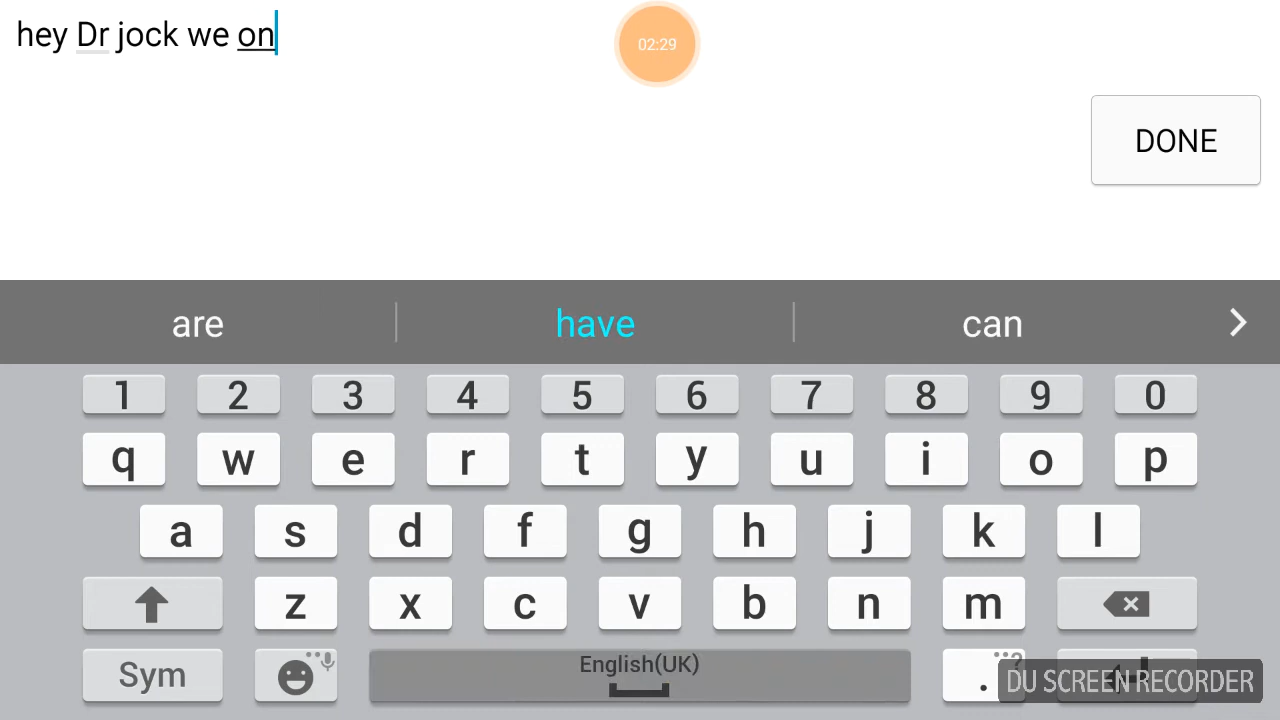 hey Dr jock we on
02:29
DONE
are have can
1 2 3 4 5 6 7 8 9 0
q w e r t y u i o p
a s d f g h j k l
z x c v b n m
Sym English(UK) . ?
DU SCREEN RECORDER